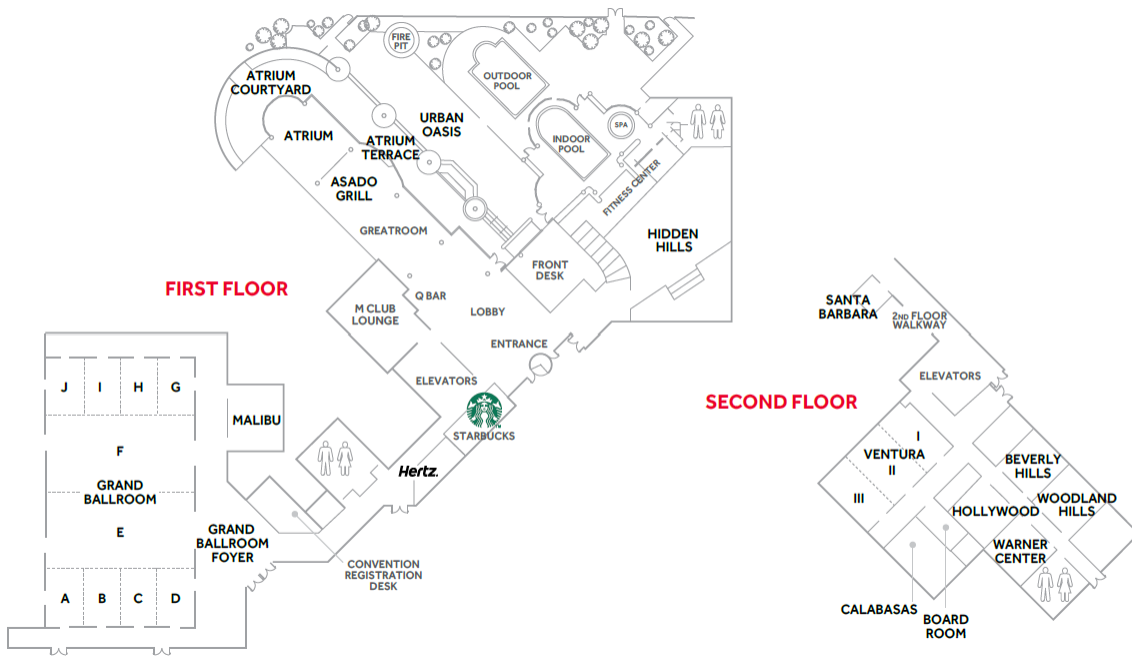 FIRE
PIT
ATRIUM
COURTYARD
OUTDOOR
POOL
URBAN
OASIS
SPA
ATRIUM
ATRIUM
TERRACE
INDOOR
POOL
ASADO
GRILL
FITNESS CENTER
GREATROOM
HIDDEN
HILLS
FRONT
DESK
FIRST FLOOR
Q BAR
M CLUB
LOUNGE
LOBBY
ENTRANCE
ELEVATORS
STARBUCKS
J I H G
MALIBU
F
GRAND
BALLROOM
Hertz.
E
GRAND
BALLROOM
FOYER
CONVENTION
REGISTRATION
DESK
A B C D
SECOND FLOOR
SANTA
BARBARA
2ND FLOOR
WALKWAY
ELEVATORS
I
VENTURA
II
III
BEVERLY
HILLS
HOLLYWOOD
WOODLAND
HILLS
WARNER
CENTER
CALABASAS
BOARD
ROOM